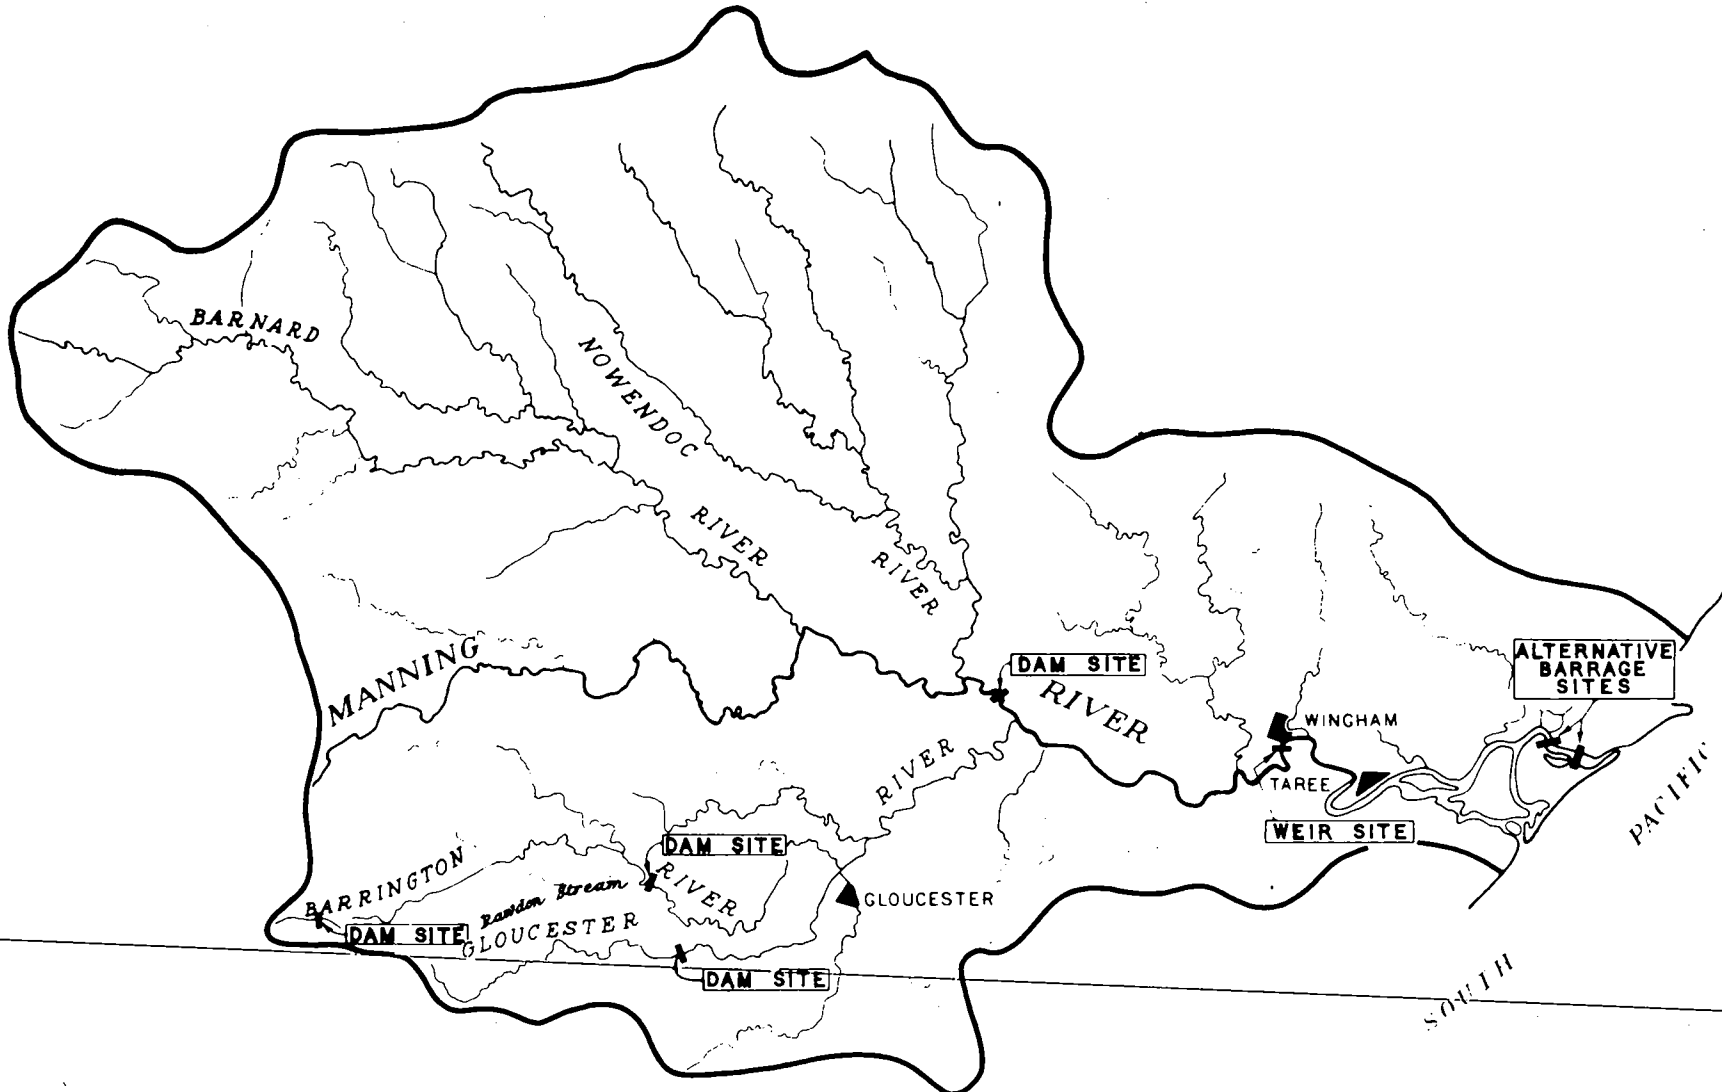 BARNARD
NOWENDOC
RIVER
RIVER
MANNING
DAM SITE
RIVER
ALTERNATIVE
BARRAGE
SITES
WINGHAM
TAREE
WEIR SITE
RIVER
DAM SITE
RIVER
BARRINGTON
Rawdon Stream
GLOUCESTER
GLOUCESTER
DAM SITE
DAM SITE
SOUTH
PACIFIC